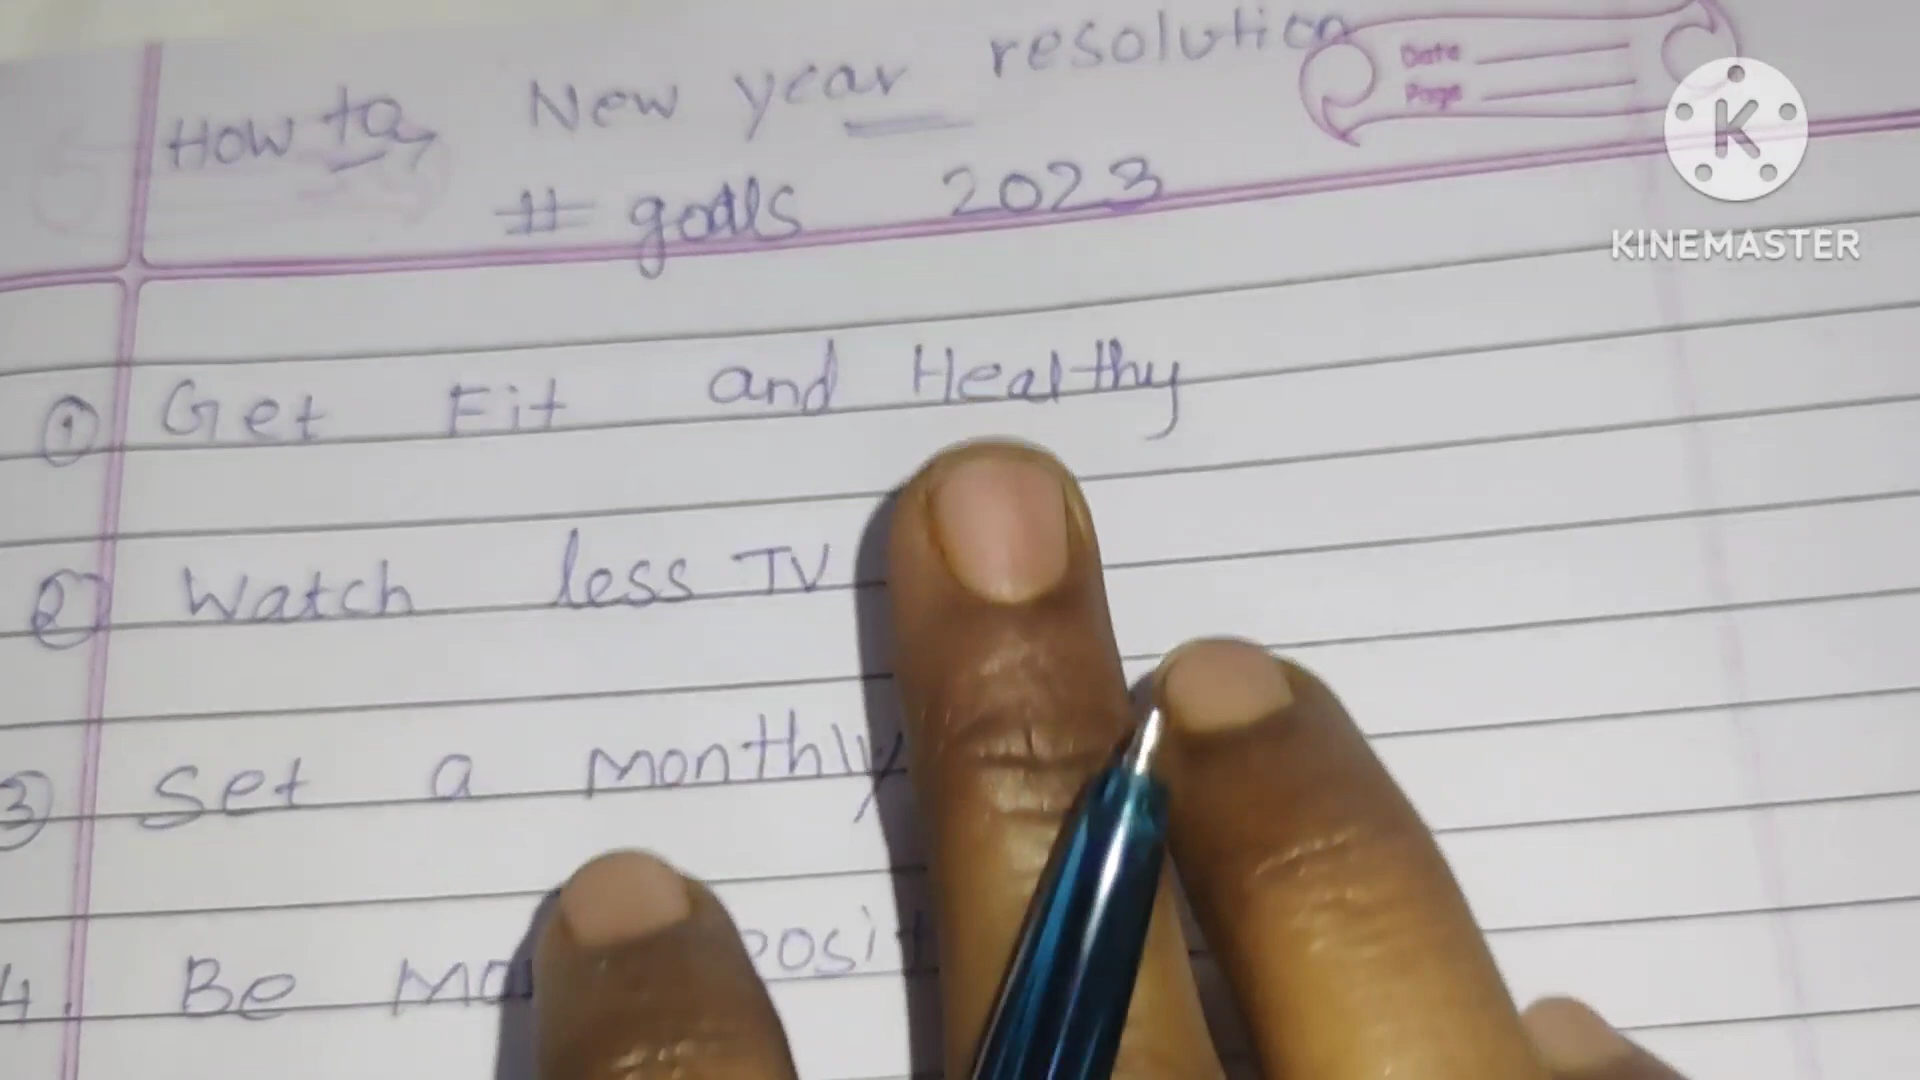 How to New year resolution
# goals 2023
Date
Page
K
KINEMASTER
① Get Fit and Healthy
② Watch less TV
③ Set a monthly
4. Be